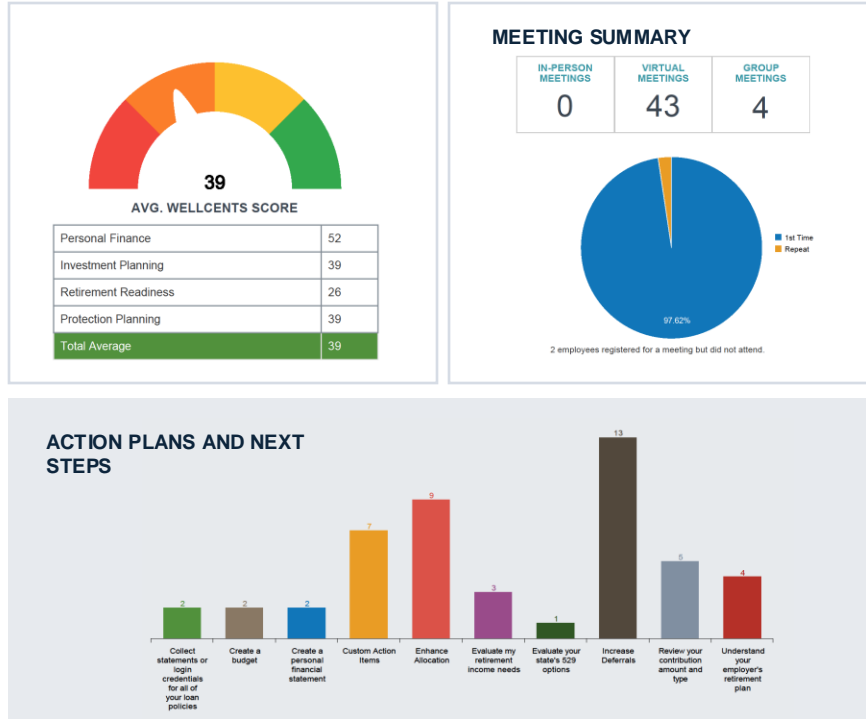 39
AVG. WELLCENTS SCORE
Personal Finance 52
Investment Planning 39
Retirement Readiness 26
Protection Planning 39
Total Average 39
MEETING SUMMARY
IN-PERSON
MEETINGS
0
VIRTUAL
MEETINGS
43
GROUP
MEETINGS
4
1st Time
Repeat
97.62%
2 employees registered for a meeting but did not attend.
ACTION PLANS AND NEXT
STEPS
2
2
2
7
9
3
1
13
5
4
Collect
statements or
login
credentials
for all of
your loan
policies
Create a
budget
Create a
personal
financial
statement
Custom Action
Items
Enhance
Allocation
Evaluate my
retirement
income needs
Evaluate your
state's 529
options
Increase
Deferrals
Review your
contribution
amount and
type
Understand
your
employer's
retirement
plan